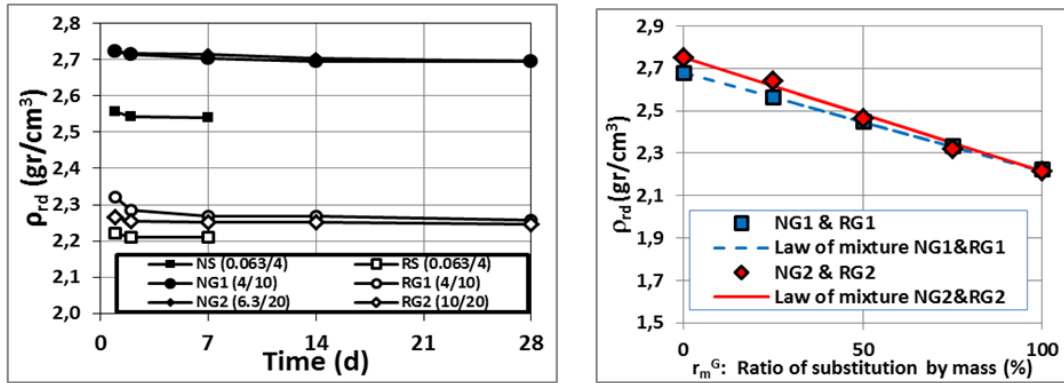 2,8
2,7
2,6
2,5
2,4
2,3
2,2
2,1
2,0
ρrd (gr/cm³)
NS (0.063/4) RS (0.063/4)
NG1 (4/10) RG1 (4/10)
NG2 (6.3/20) RG2 (10/20)
0 7 14 21 28
Time (d)
2,9
2,7
2,5
2,3
2,1
1,9
1,7
1,5
ρrd (gr/cm³)
NG1 & RG1
Law of mixture NG1&RG1
NG2 & RG2
Law of mixture NG2&RG2
0 50 100
rmG: Ratio of substitution by mass (%)